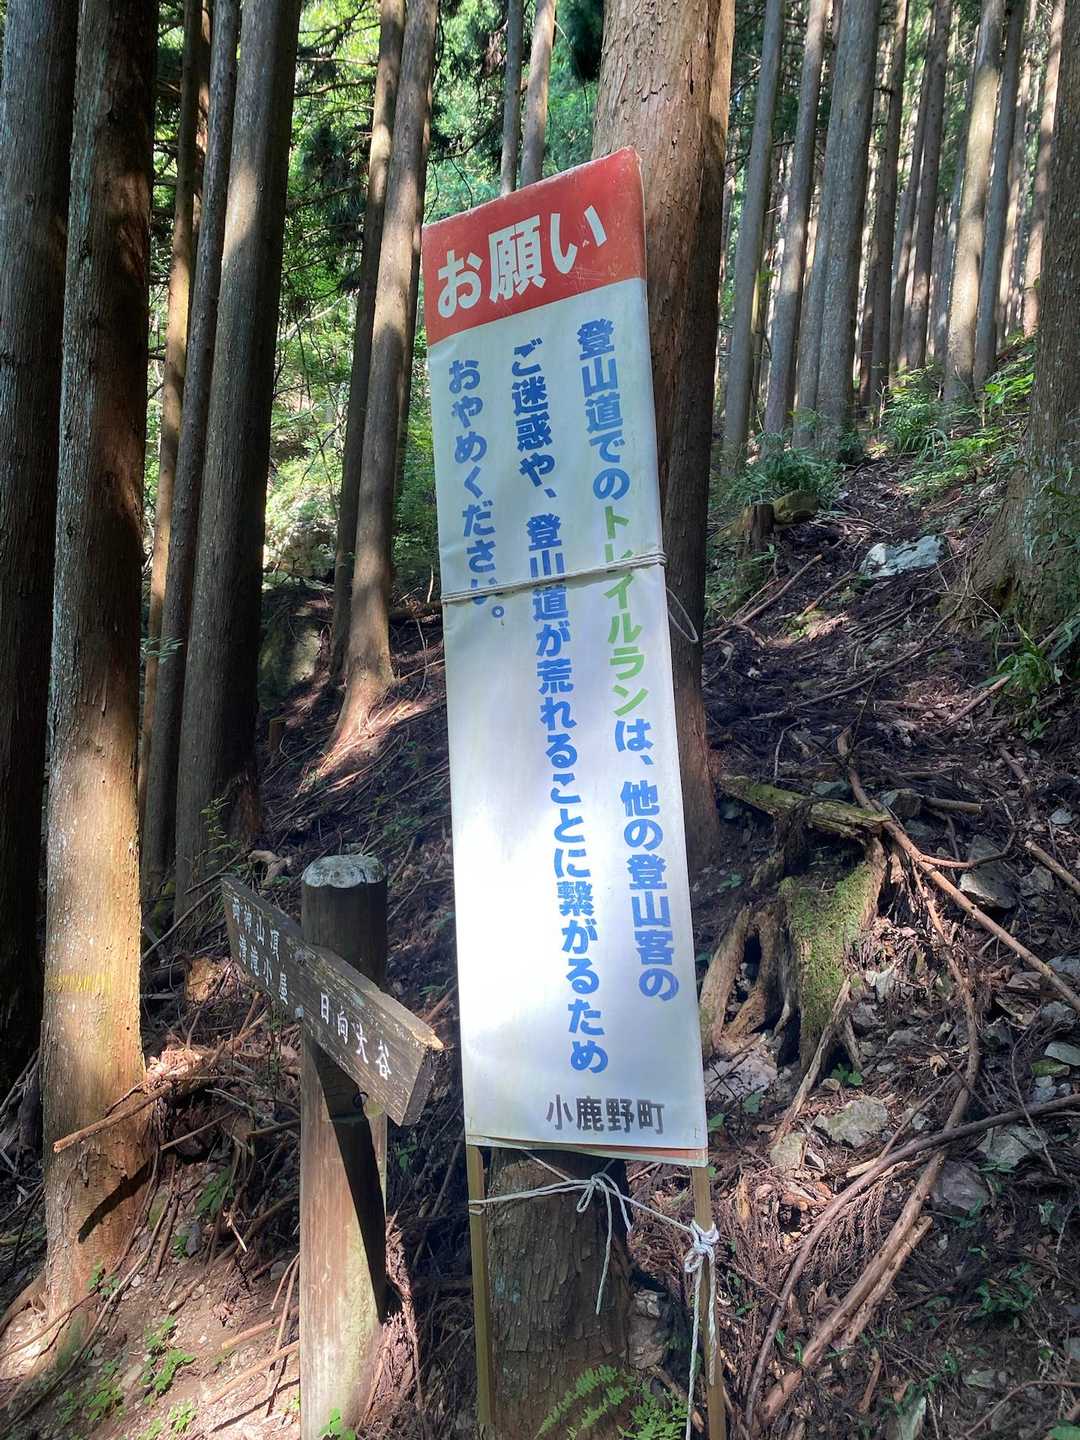 お願い
登山道でのトレイルランは、他の登山客の
ご迷惑や、登山道が荒れることに繋がるため
おやめください。
小鹿野町
両神山頂
清滝小屋
日向大谷